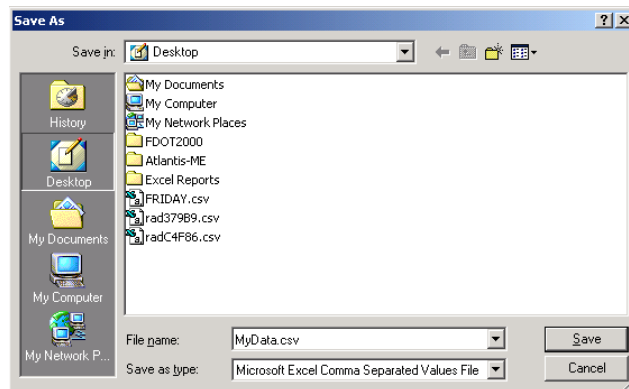 Save As
Save in: Desktop
History
Desktop
My Documents
My Computer
My Network P...
My Documents
My Computer
My Network Places
FDOT2000
Atlantis-ME
Excel Reports
FRIDAY.csv
rad379B9.csv
radC4F86.csv
File name: MyData.csv Save
Save as type: Microsoft Excel Comma Separated Values File Cancel